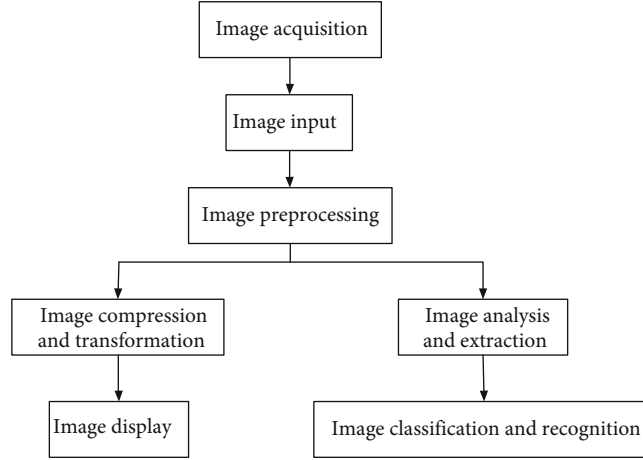 Image acquisition
Image input
Image preprocessing
Image compression
and transformation
Image analysis
and extraction
Image display
Image classification and recognition